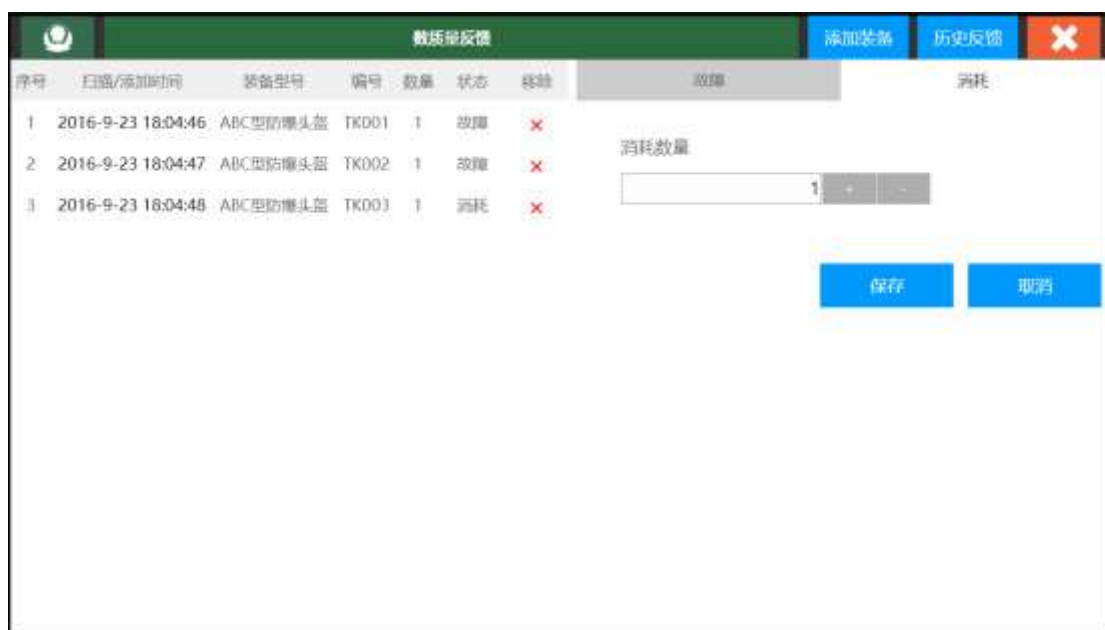 数质量反馈 添加装备 历史反馈
序号 扫描/添加时间 装备型号 编号 数量 状态 移除 故障 消耗
1 2016-9-23 18:04:46 ABC型防爆头盔 TK001 1 故障
2 2016-9-23 18:04:47 ABC型防爆头盔 TK002 1 故障
3 2016-9-23 18:04:48 ABC型防爆头盔 TK003 1 消耗
消耗数量
1 + -
保存 取消